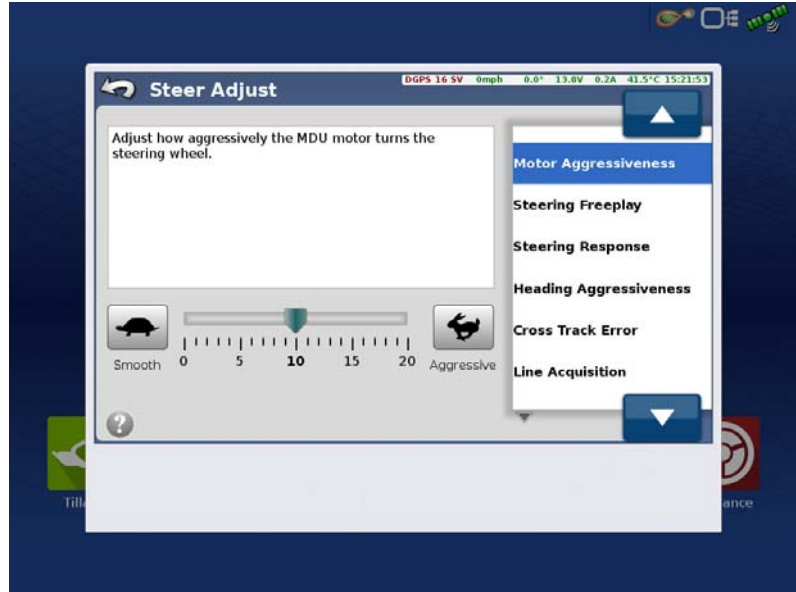 Steer Adjust
DGPS 16 SV 0mph 0.0° 13.8V 0.2A 41.5°C 15:21:53
Adjust how aggressively the MDU motor turns the
steering wheel.
Motor Aggressiveness
Steering Freeplay
Steering Response
Heading Aggressiveness
Cross Track Error
Line Acquisition
Smooth 0 5 10 15 20 Aggressive
?
Tilla
ance